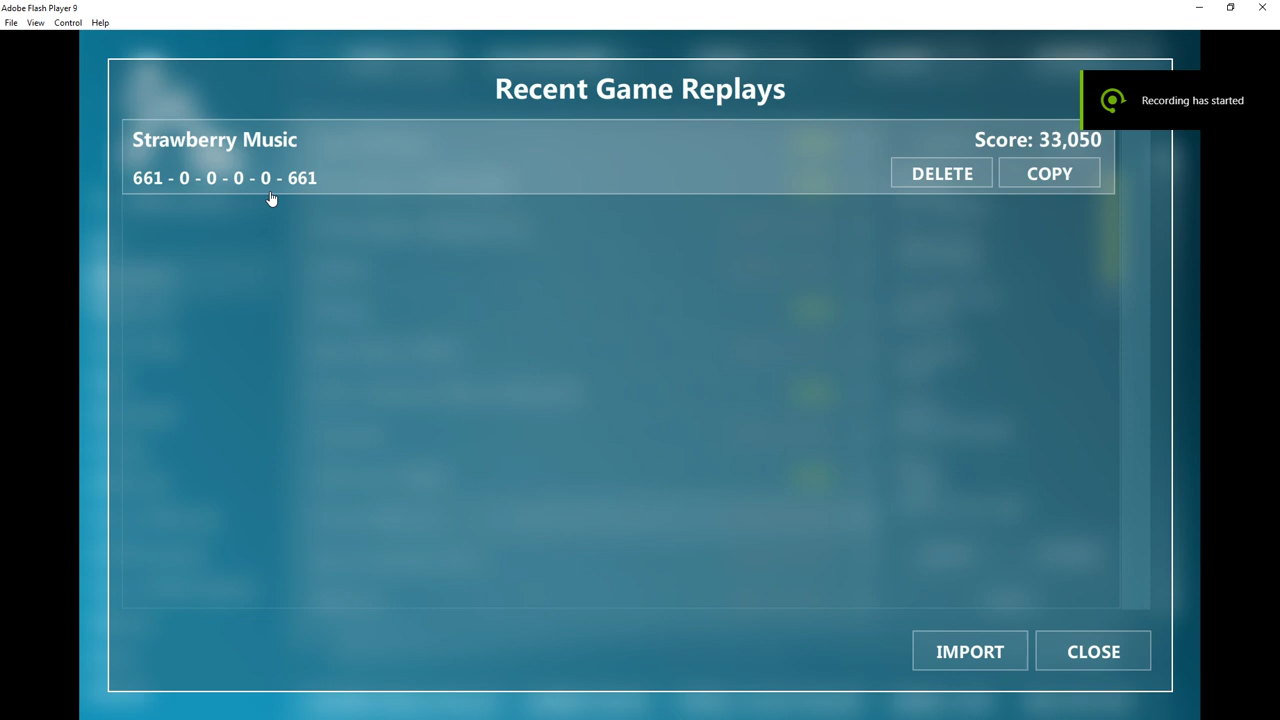 Adobe Flash Player 9
File View Control Help
Recent Game Replays
Recording has started
Strawberry Music
Score: 33,050
661 - 0 - 0 - 0 - 0 - 661
DELETE
COPY
IMPORT
CLOSE